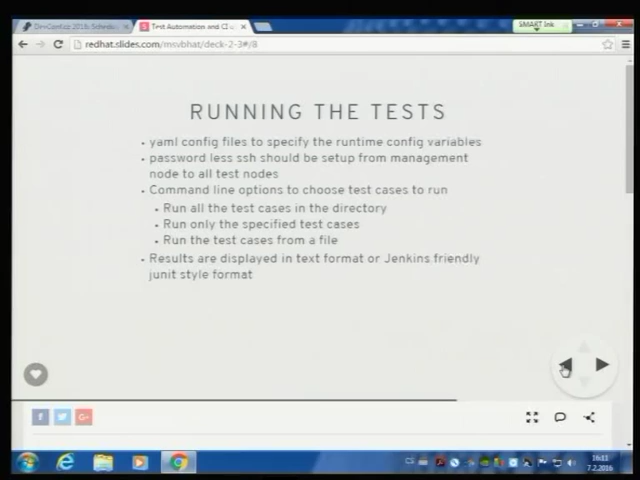 DevConf.cz 2016: Schedu
Test Automation and CI
SMART Ink
redhat.slides.com/msvbhat/deck-2-3#/8
RUNNING THE TESTS
• yaml config files to specify the runtime config variables
• password less ssh should be setup from management
node to all test nodes
• Command line options to choose test cases to run
• Run all the test cases in the directory
• Run only the specified test cases
• Run the test cases from a file
• Results are displayed in text format or Jenkins friendly
junit style format
f
G+
CS
16:11
7.2.2016